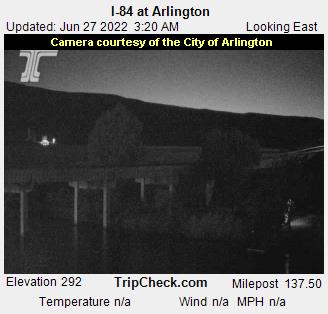 I-84 at Arlington
Updated: Jun 27 2022 3:20 AM Looking East
Camera courtesy of the City of Arlington
Elevation 292 TripCheck.com Milepost 137.50
Temperature n/a Wind n/a MPH n/a